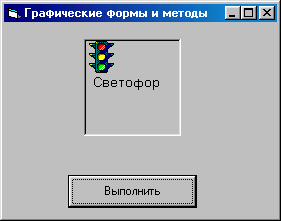 Графические формы и методы
Светофор
Выполнить